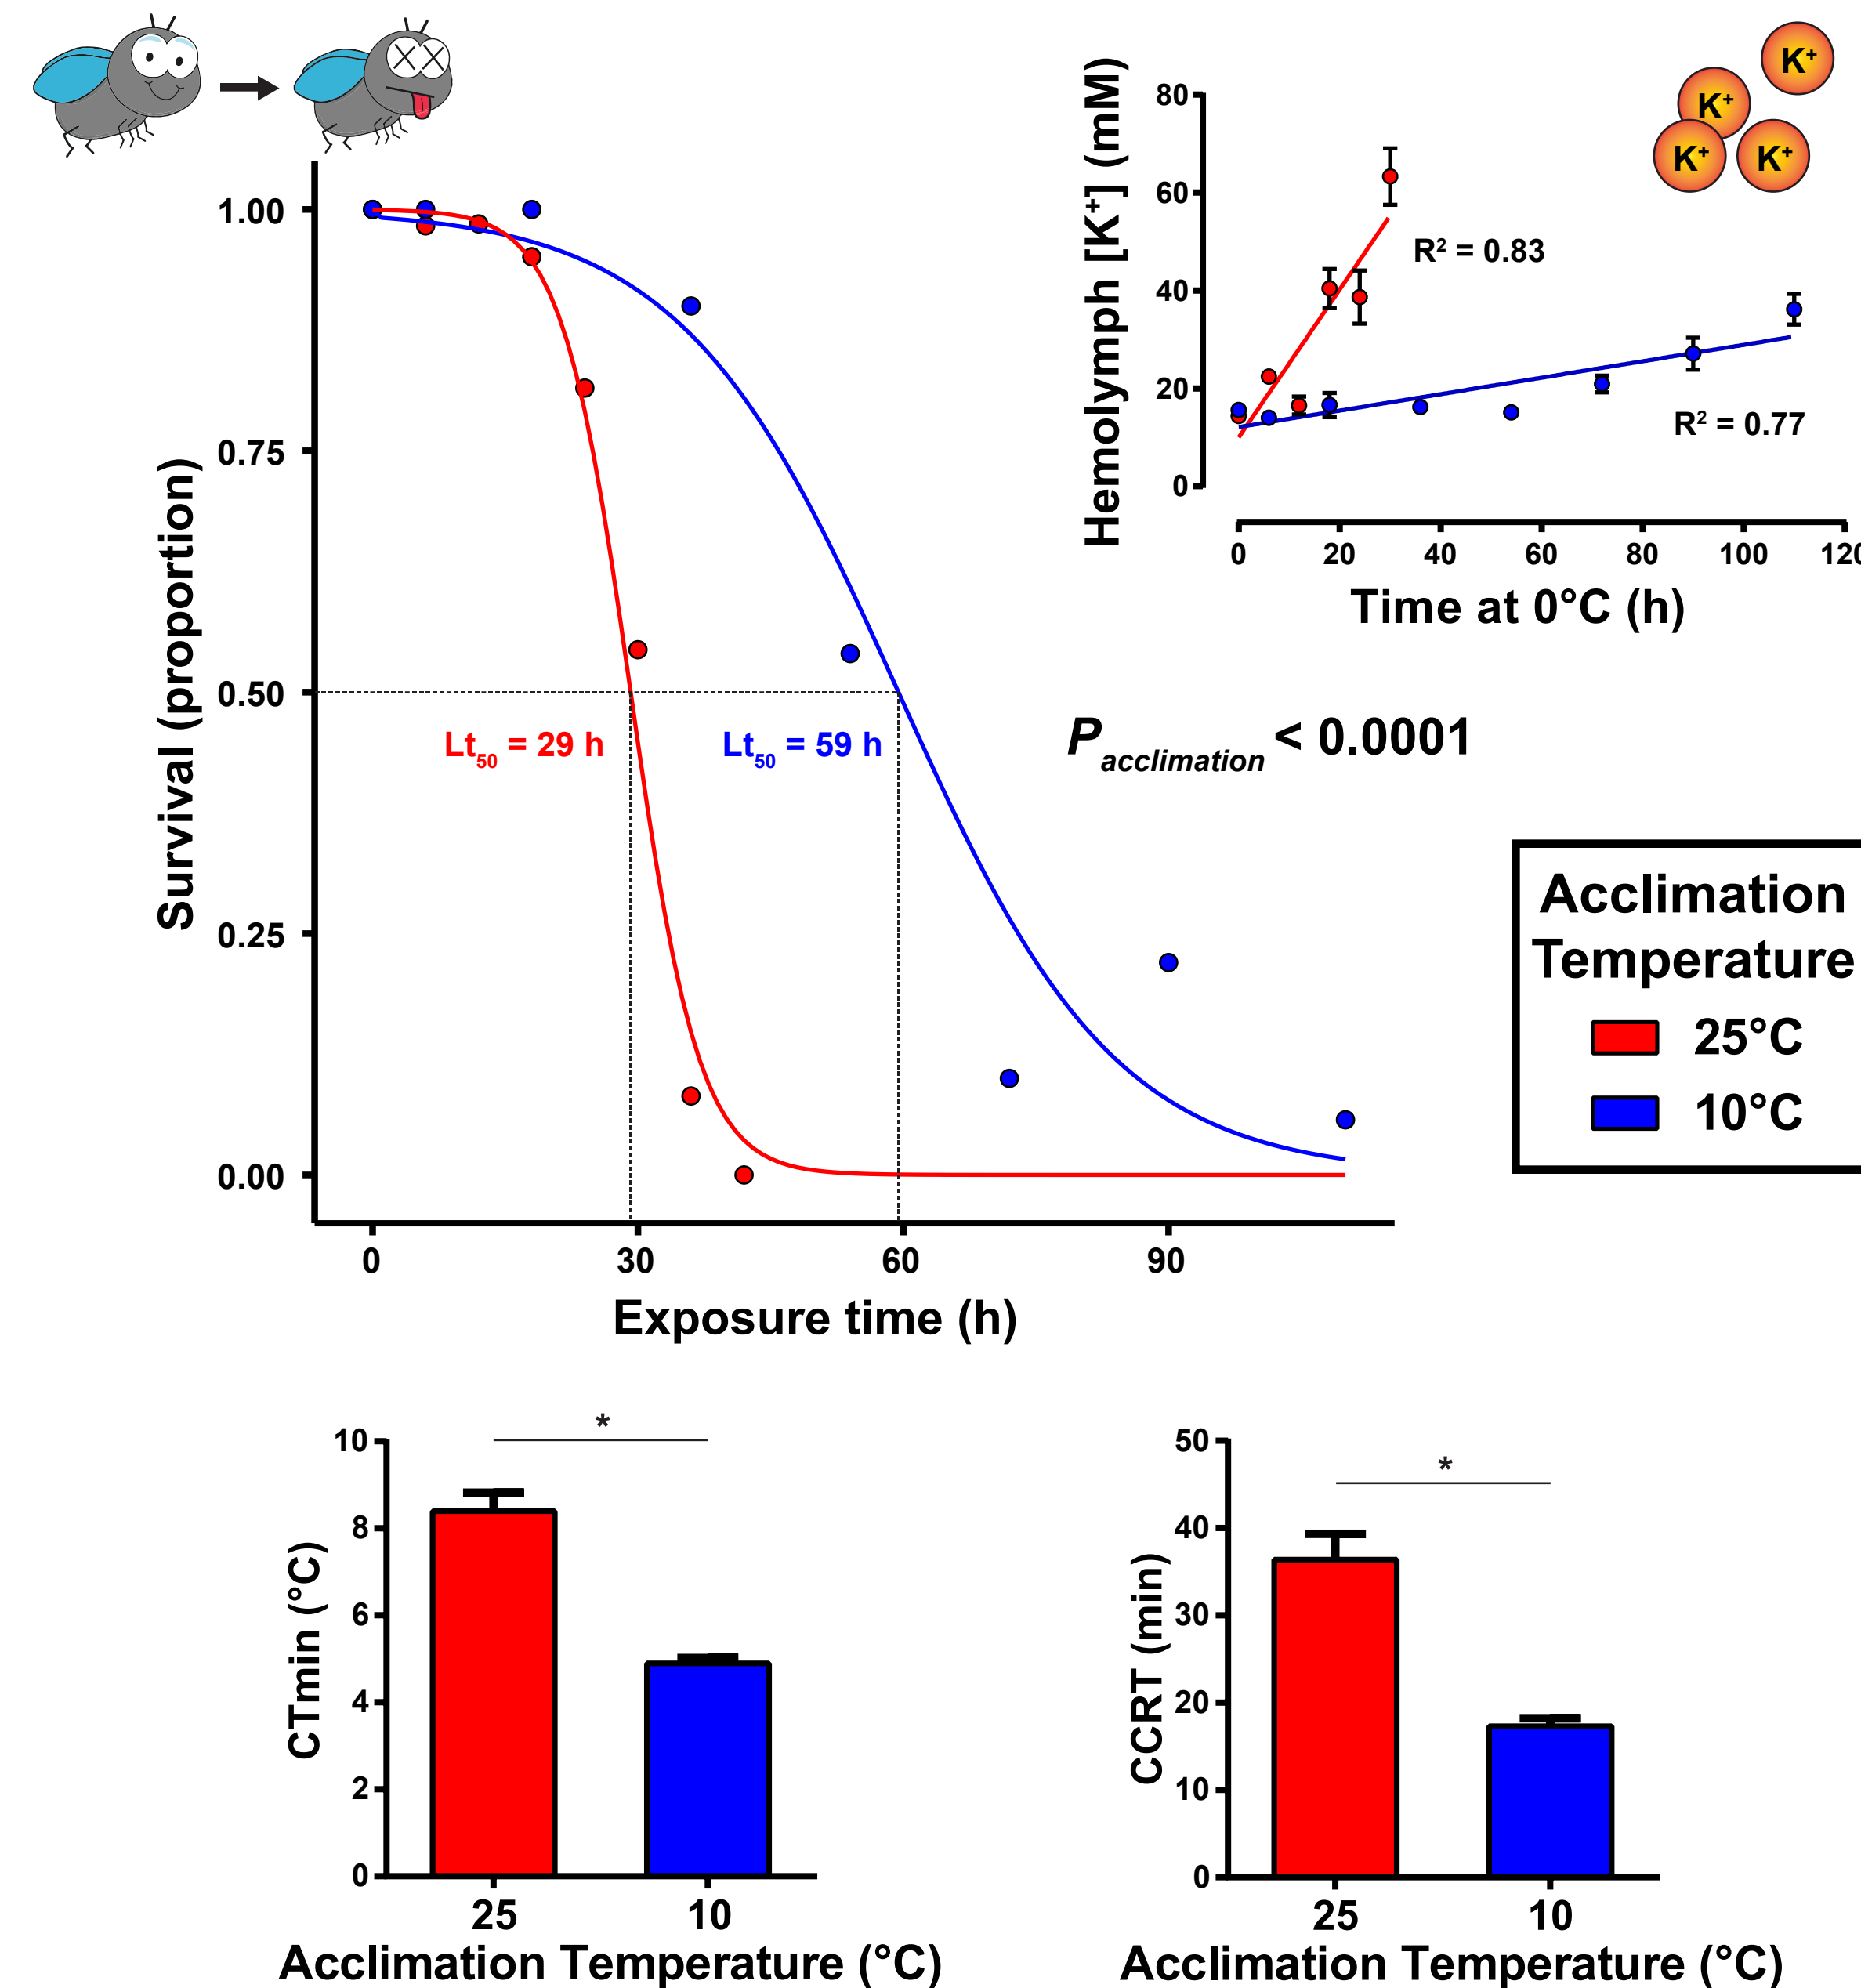 Survival (proportion)
1.00
0.75
0.50
0.25
0.00
Lt50 = 29 h
Lt50 = 59 h
0 30 60 90
Exposure time (h)
Hemolymph [K+] (mM)
80
60
40
20
0
K+
K+
K+ K+
R² = 0.83
R² = 0.77
0 20 40 60 80 100 120
Time at 0°C (h)
Pacclimation < 0.0001
Acclimation
Temperature
25°C
10°C
CTmin (°C)
10
8
6
4
2
0
*
25 10
Acclimation Temperature (°C)
CCRT (min)
50
40
30
20
10
0
*
25 10
Acclimation Temperature (°C)